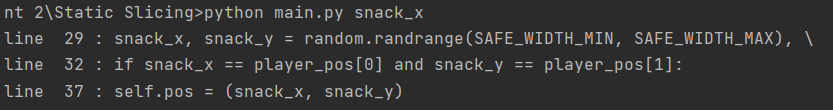 nt 2\Static Slicing>python main.py snack_x
line  29 : snack_x, snack_y = random.randrange(SAFE_WIDTH_MIN, SAFE_WIDTH_MAX), \
line  32 : if snack_x == player_pos[0] and snack_y == player_pos[1]:
line  37 : self.pos = (snack_x, snack_y)